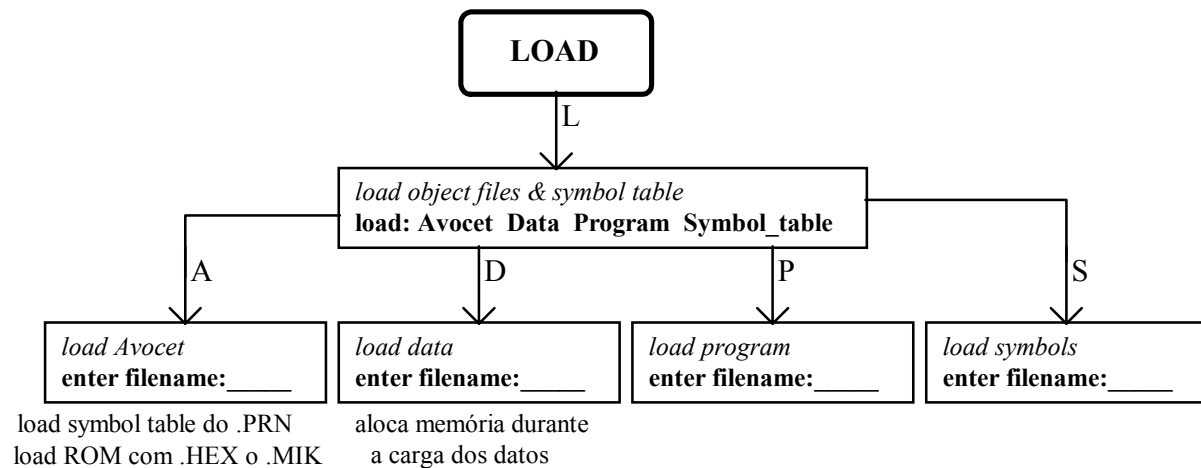 LOAD
L
load object files & symbol table
load: Avocet Data Program Symbol_table
A
D
P
S
load Avocet
enter filename:_____
load data
enter filename:_____
load program
enter filename:_____
load symbols
enter filename:_____
load symbol table do .PRN
load ROM com .HEX o .MIK
aloca memória durante
a carga dos datos